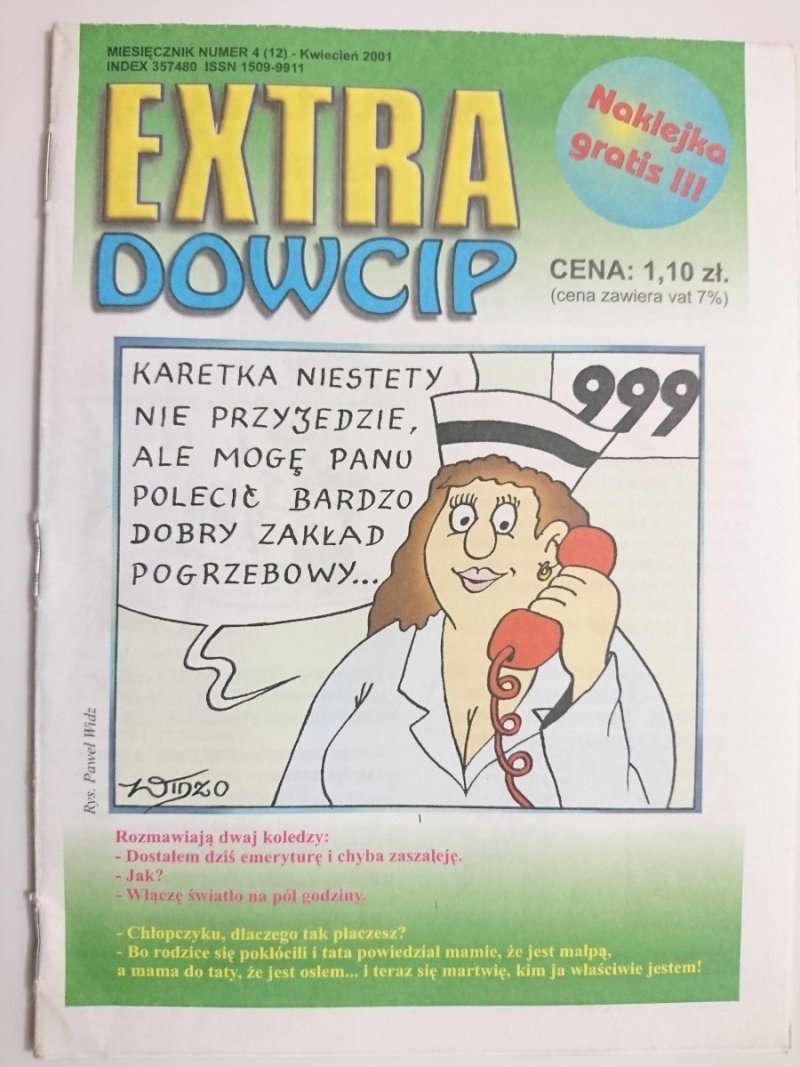 MIESIĘCZNIK NUMER 4 (12) - Kwiecień 2001
INDEX 357480 ISSN 1509-9911
EXTRA
DOWCIP
Naklejka
gratis !!!
CENA: 1,10 zł.
(cena zawiera vat 7%)
KARETKA NIESTETY
NIE PRZYJEDZIE,
ALE MOGĘ PANU
POLECIĆ BARDZO
DOBRY ZAKŁAD
POGRZEBOWY...
999
Rys. Paweł Widz
WIDZO
Rozmawiają dwaj koledzy:
- Dostałem dziś emeryturę i chyba zaszaleję.
- Jak?
- Włączę światło na pół godziny.
- Chłopczyku, dlaczego tak płaczesz?
- Bo rodzice się pokłócili i tata powiedział mamie, że jest małpą,
a mama do taty, że jest osłem... i teraz się martwię, kim ja właściwie jestem!